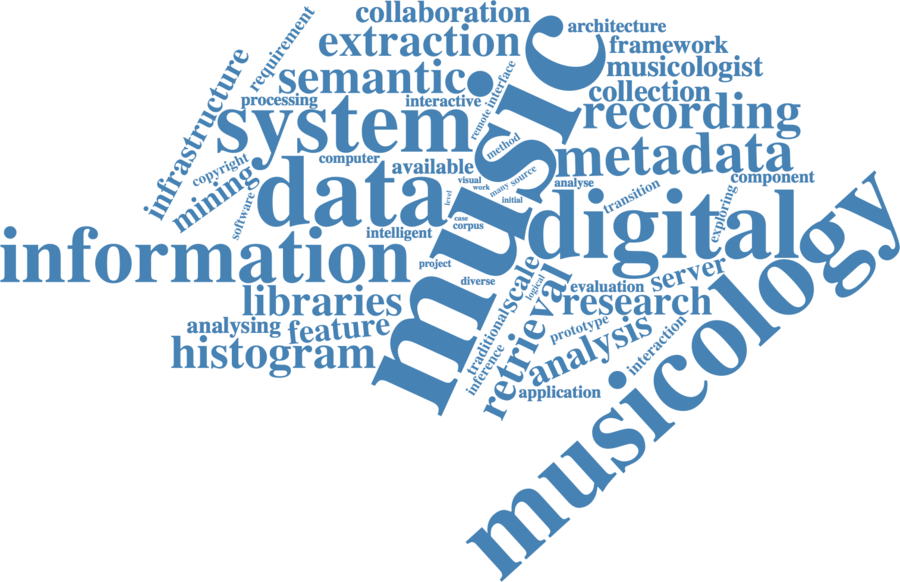 collaboration
requirement
architecture
extraction
framework
infrastructure
semantic
musicologist
remote interface
collection
processing
interactive
recording
system
music
method
computer
metadata
copyright
available
mining
data
visual
work
many source
analyse
component
level
initial
transition
software
digital
exploring
case
corpus
intelligent
information
musicology
project
diverse
logical
scale
evaluation
server
libraries
retrieval
research
traditional
analysing
feature
prototype
interaction
histogram
inference
analysis
application